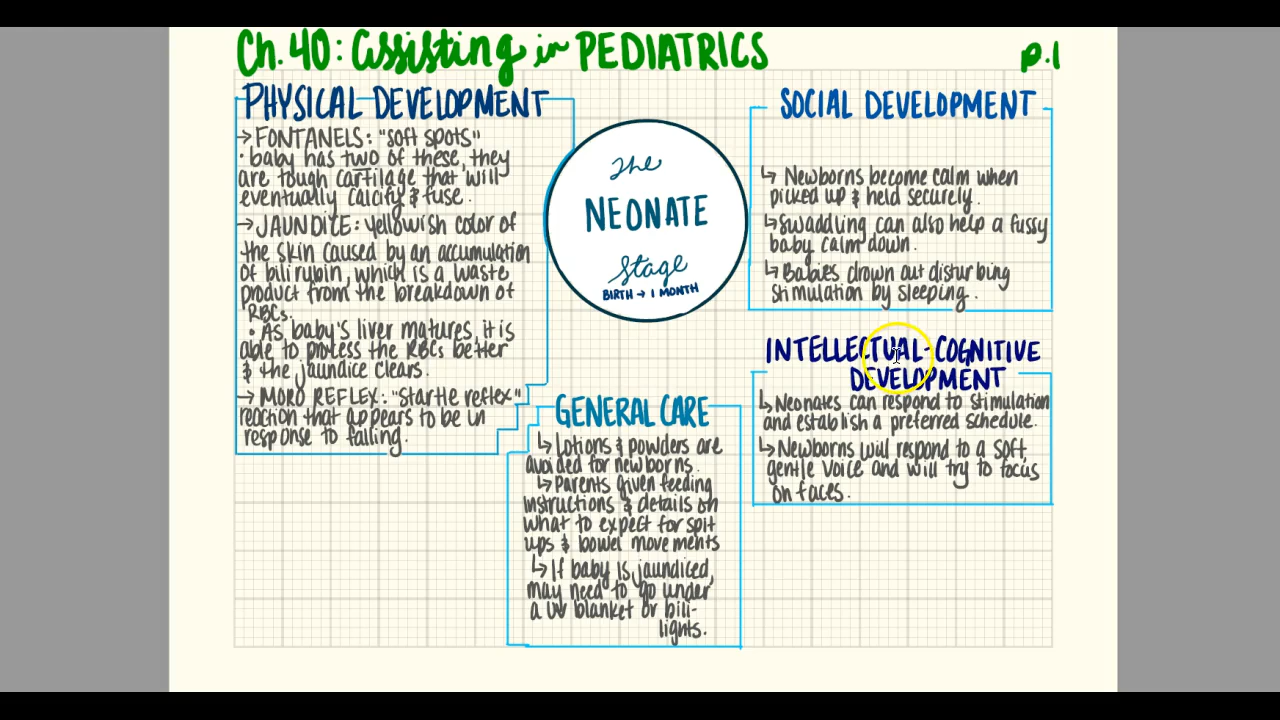 Ch. 40: Assisting in PEDIATRICS
p.1
PHYSICAL DEVELOPMENT
→ FONTANELS: "soft spots"
• baby has two of these, they
are tough cartilage that will
eventually calcify & fuse.
→ JAUNDICE: Yellowish color of
the skin caused by an accumulation
of bilirubin, which is a waste
product from the breakdown of
RBCs.
• As baby's liver matures, it is
able to process the RBCs better
& the jaundice clears.
→ MORO REFLEX: "startle reflex"
reaction that appears to be in
response to falling.
The
NEONATE
Stage
BIRTH → 1 MONTH
GENERAL CARE
↳ Lotions & powders are
avoided for newborns.
↳ Parents given feeding
instructions & details on
what to expect for spit
ups & bowel movements
↳ If baby is jaundiced,
may need to go under
a UV blanket or bili-
lights.
SOCIAL DEVELOPMENT
↳ Newborns become calm when
picked up & held securely.
↳ Swaddling can also help a fussy
baby calm down.
↳ Babies drown out disturbing
stimulation by sleeping.
INTELLECTUAL-COGNITIVE
DEVELOPMENT
↳ Neonates can respond to stimulation
and establish a preferred schedule.
↳ Newborns will respond to a soft,
gentle voice and will try to focus
on faces.